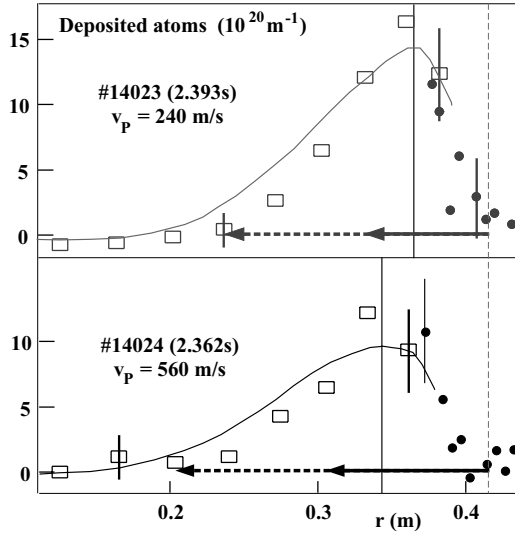 Deposited atoms (10^20 m^-1)
15
#14023 (2.393s)
v_P = 240 m/s
10
5
0
#14024 (2.362s)
v_P = 560 m/s
10
5
0
0.2
0.3
r (m)
0.4